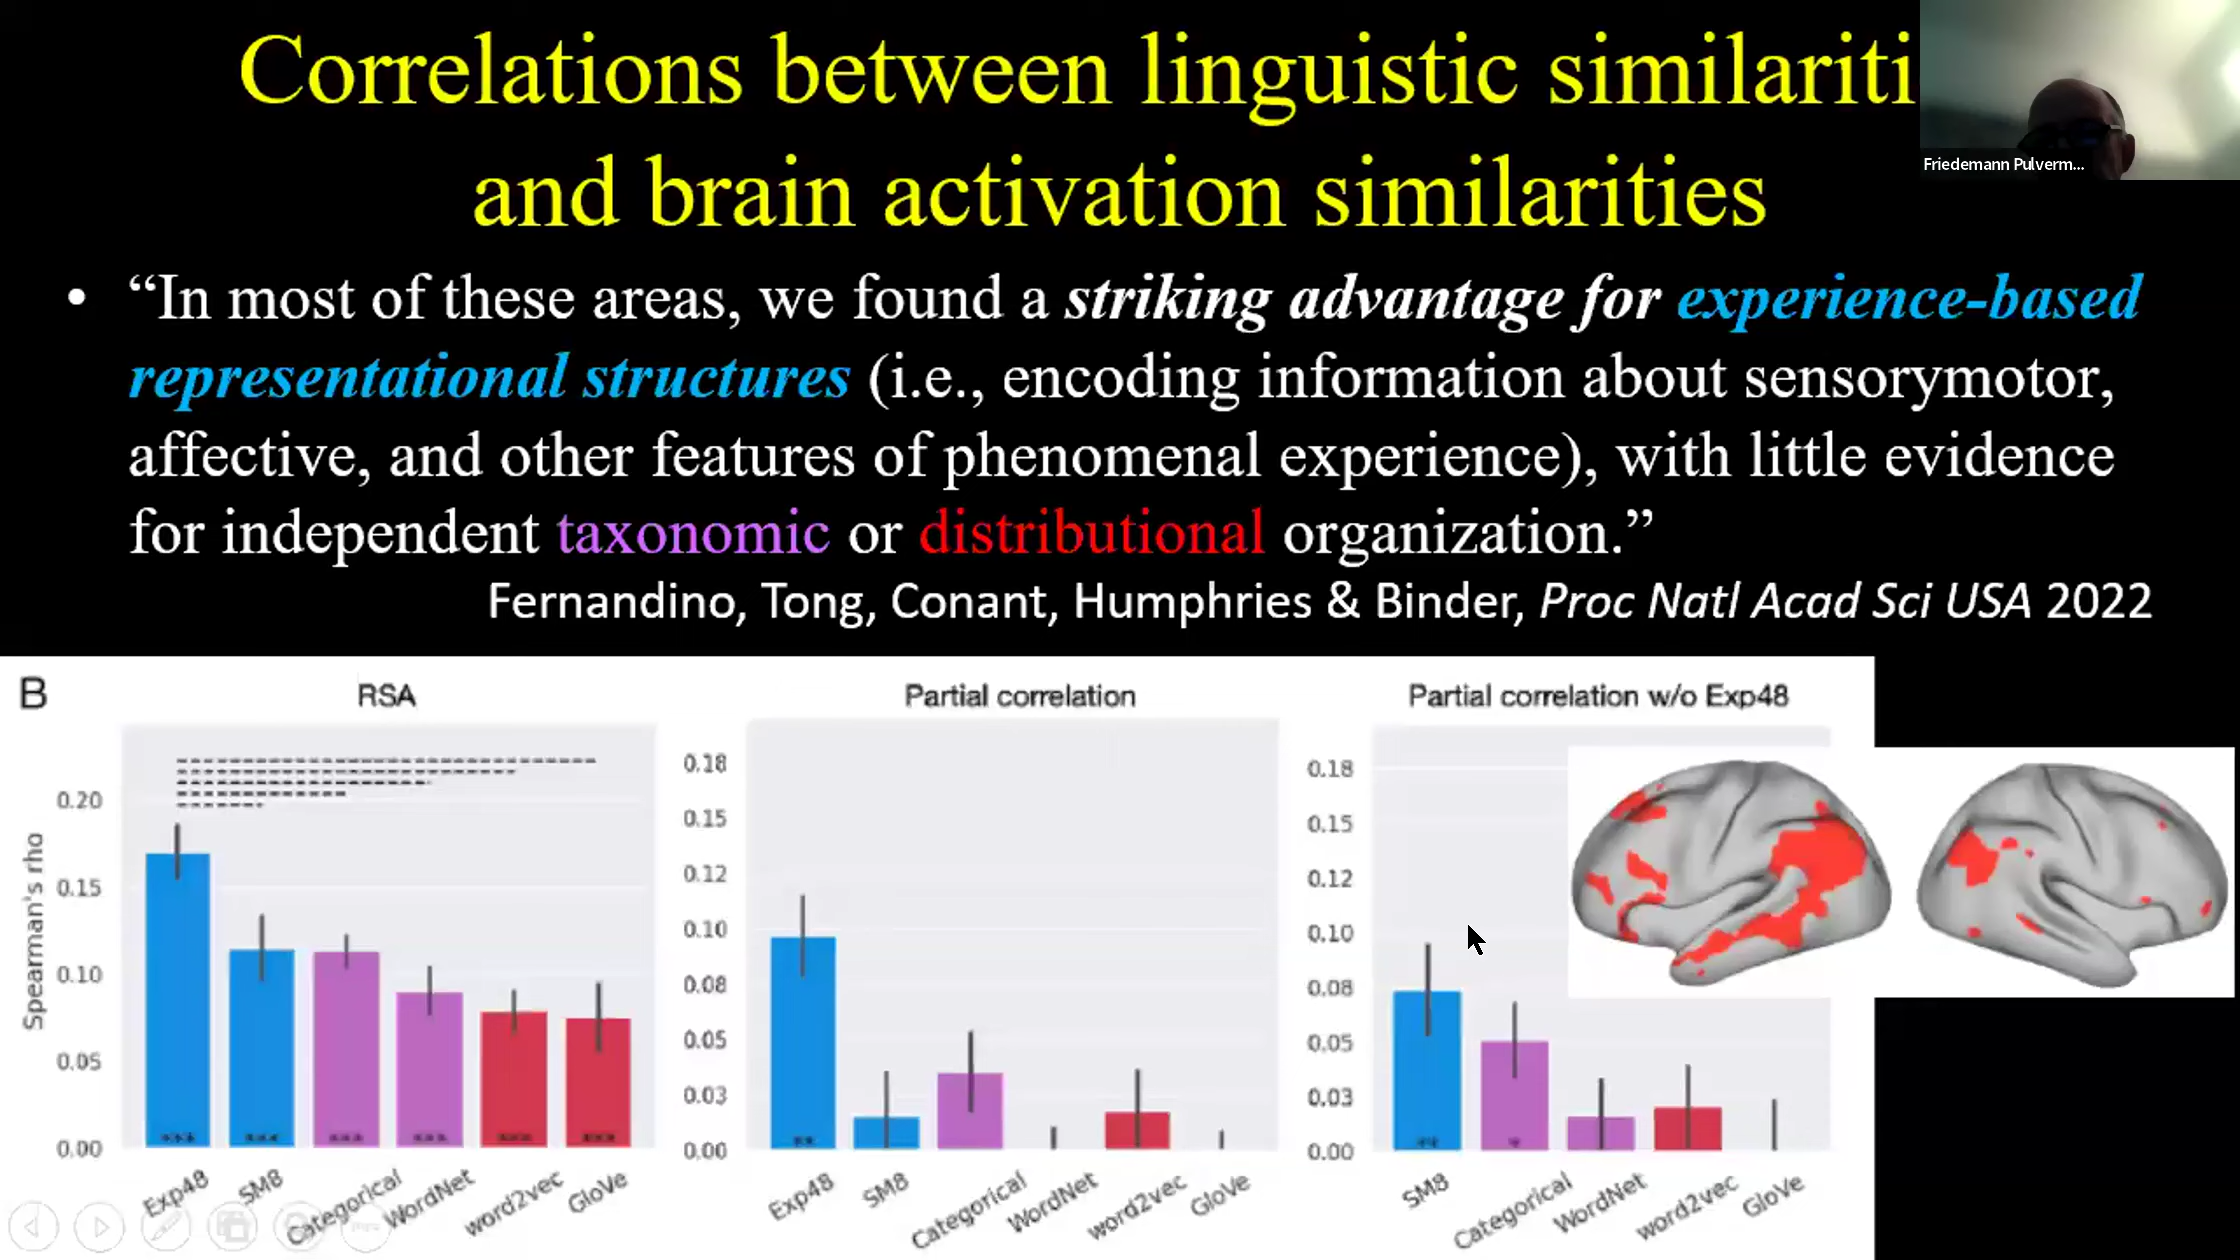 Correlations between linguistic similariti
and brain activation similarities
Friedemann Pulverm...
• “In most of these areas, we found a striking advantage for experience-based
representational structures (i.e., encoding information about sensorymotor,
affective, and other features of phenomenal experience), with little evidence
for independent taxonomic or distributional organization.”
Fernandino, Tong, Conant, Humphries & Binder, Proc Natl Acad Sci USA 2022
B
RSA
Spearman's rho
0.20
0.15
0.10
0.05
0.00
*** *** *** *** *** ***
Exp48 SM8 Categorical WordNet word2vec GloVe
Partial correlation
0.18
0.15
0.12
0.10
0.08
0.05
0.03
0.00
**
Exp48 SM8 Categorical WordNet word2vec GloVe
Partial correlation w/o Exp48
0.18
0.15
0.12
0.10
0.08
0.05
0.03
0.00
** *
SM8 Categorical WordNet word2vec GloVe